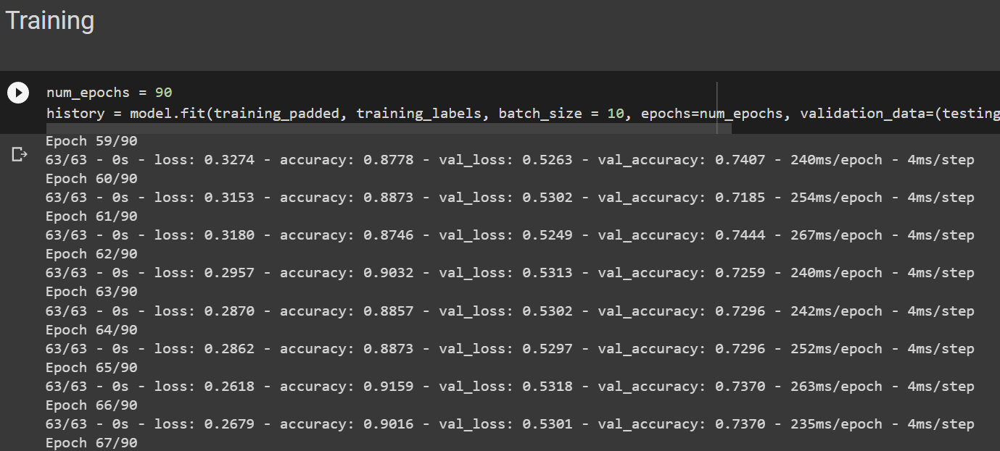 Training
num_epochs = 90
history = model.fit(training_padded, training_labels, batch_size = 10, epochs=num_epochs, validation_data=(testing
Epoch 59/90
63/63 - 0s - loss: 0.3274 - accuracy: 0.8778 - val_loss: 0.5263 - val_accuracy: 0.7407 - 240ms/epoch - 4ms/step
Epoch 60/90
63/63 - 0s - loss: 0.3153 - accuracy: 0.8873 - val_loss: 0.5302 - val_accuracy: 0.7185 - 254ms/epoch - 4ms/step
Epoch 61/90
63/63 - 0s - loss: 0.3180 - accuracy: 0.8746 - val_loss: 0.5249 - val_accuracy: 0.7444 - 267ms/epoch - 4ms/step
Epoch 62/90
63/63 - 0s - loss: 0.2957 - accuracy: 0.9032 - val_loss: 0.5313 - val_accuracy: 0.7259 - 240ms/epoch - 4ms/step
Epoch 63/90
63/63 - 0s - loss: 0.2870 - accuracy: 0.8857 - val_loss: 0.5302 - val_accuracy: 0.7296 - 242ms/epoch - 4ms/step
Epoch 64/90
63/63 - 0s - loss: 0.2862 - accuracy: 0.8873 - val_loss: 0.5297 - val_accuracy: 0.7296 - 252ms/epoch - 4ms/step
Epoch 65/90
63/63 - 0s - loss: 0.2618 - accuracy: 0.9159 - val_loss: 0.5318 - val_accuracy: 0.7370 - 263ms/epoch - 4ms/step
Epoch 66/90
63/63 - 0s - loss: 0.2679 - accuracy: 0.9016 - val_loss: 0.5301 - val_accuracy: 0.7370 - 235ms/epoch - 4ms/step
Epoch 67/90